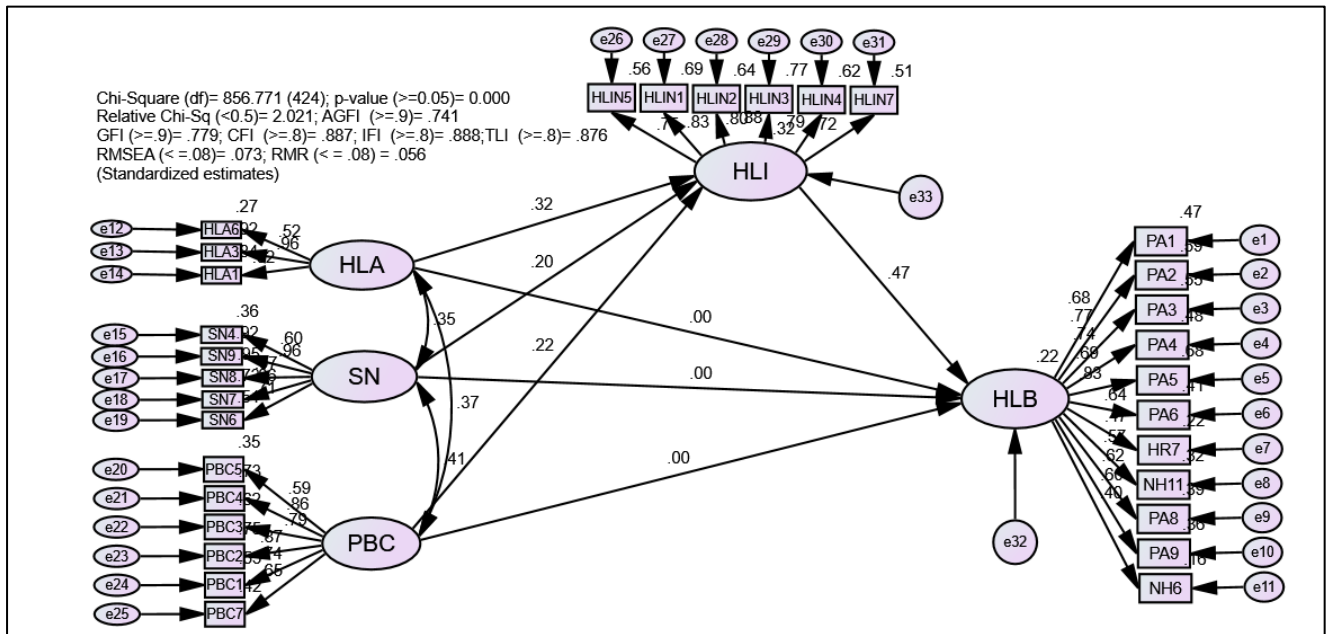 Chi-Square (df)= 856.771 (424); p-value (>=0.05)= 0.000
Relative Chi-Sq (<0.5)= 2.021; AGFI (>=.9)= .741
GFI (>=.9)= .779; CFI (>=.8)= .887; IFI (>=.8)= .888;TLI (>=.8)= .876
RMSEA (< =.08)= .073; RMR (< = .08) = .056
(Standardized estimates)
e26 e27 e28 e29 e30 e31
.56 .69 .64 .77 .62 .51
HLIN5 HLIN1 HLIN2 HLIN3 HLIN4 HLIN7
.83 .32 .79 .72
HLI
e33
.27
e12 HLA6 .52
e13 HLA3 .96
e14 HLA1
HLA
.32
.20
.22
.47
.35
.37
.00
.00
.00
.36
e15 SN4 .60
e16 SN9 .96
e17 SN8
e18 SN7
e19 SN6
SN
.35
e20 PBC5 .59
e21 PBC4 .86
e22 PBC3 .79
e23 PBC2
e24 PBC1 .65
e25 PBC7
PBC
.41
.22
HLB
e32
.47
.68 PA1 e1
.77 PA2 e2
.74 PA3 e3
.69 PA4 e4
.83 PA5 e5
.64 PA6 e6
HR7 e7
.57 NH11 e8
.62 PA8 e9
.60 PA9 e10
.40 NH6 e11